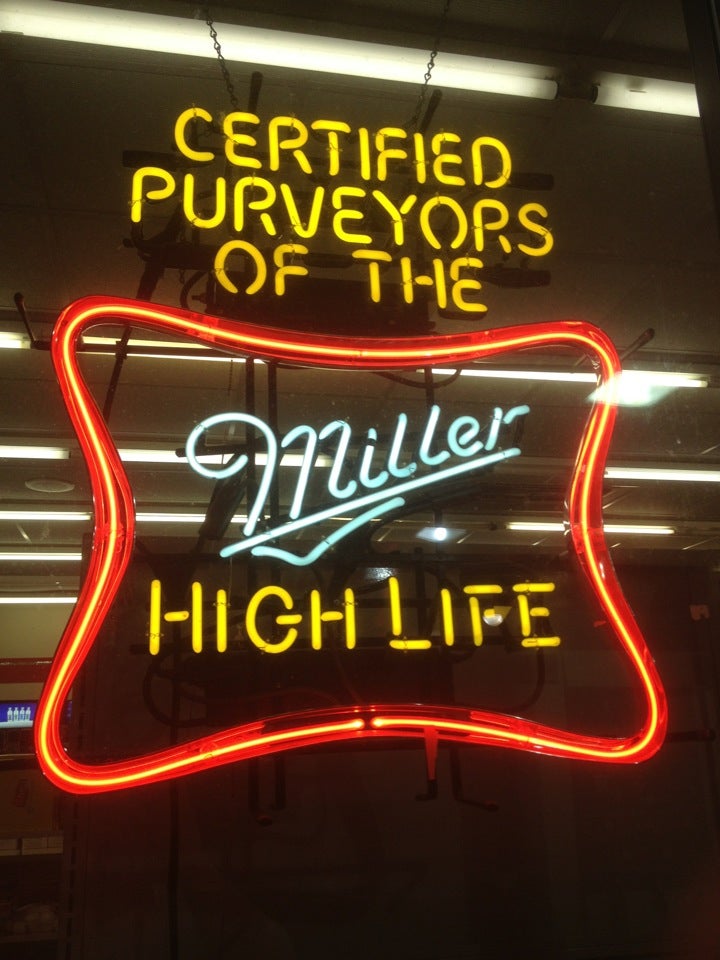 CERTIFIED
PURVEYORS
OF THE
Miller
HIGH LIFE